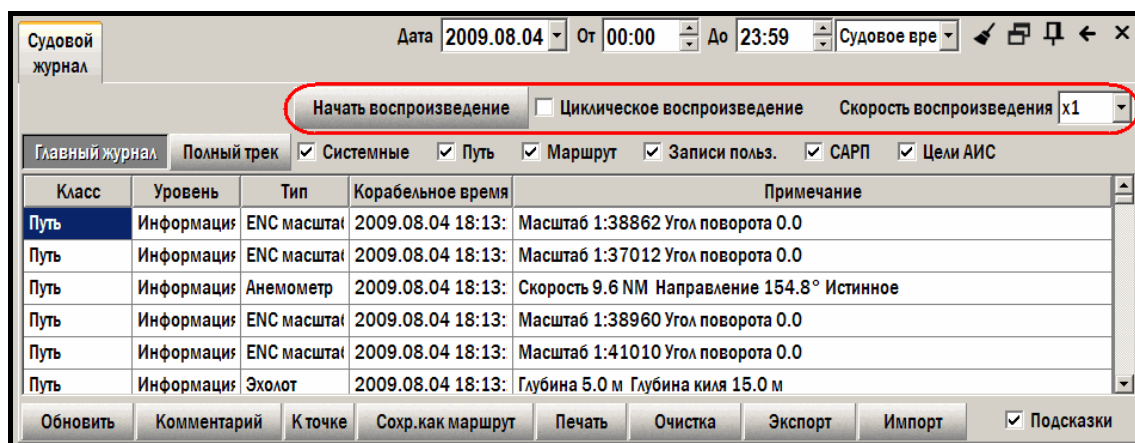 Судовой журнал Дата 2009.08.04 От 00:00 До 23:59 Судовое вре
Начать воспроизведение Циклическое воспроизведение Скорость воспроизведения x1
Главный журнал Полный трек Системные Путь Маршрут Записи польз. САРП Цели АИС
Класс Уровень Тип Корабельное время Примечание
Путь Информация ENC масштаб 2009.08.04 18:13: Масштаб 1:38862 Угол поворота 0.0
Путь Информация ENC масштаб 2009.08.04 18:13: Масштаб 1:37012 Угол поворота 0.0
Путь Информация Анемометр 2009.08.04 18:13: Скорость 9.6 NM Направление 154.8° Истинное
Путь Информация ENC масштаб 2009.08.04 18:13: Масштаб 1:38960 Угол поворота 0.0
Путь Информация ENC масштаб 2009.08.04 18:13: Масштаб 1:41010 Угол поворота 0.0
Путь Информация Эхолот 2009.08.04 18:13: Глубина 5.0 м Глубина киля 15.0 м
Обновить Комментарий К точке Сохр.как маршрут Печать Очистка Экспорт Импорт Подсказки